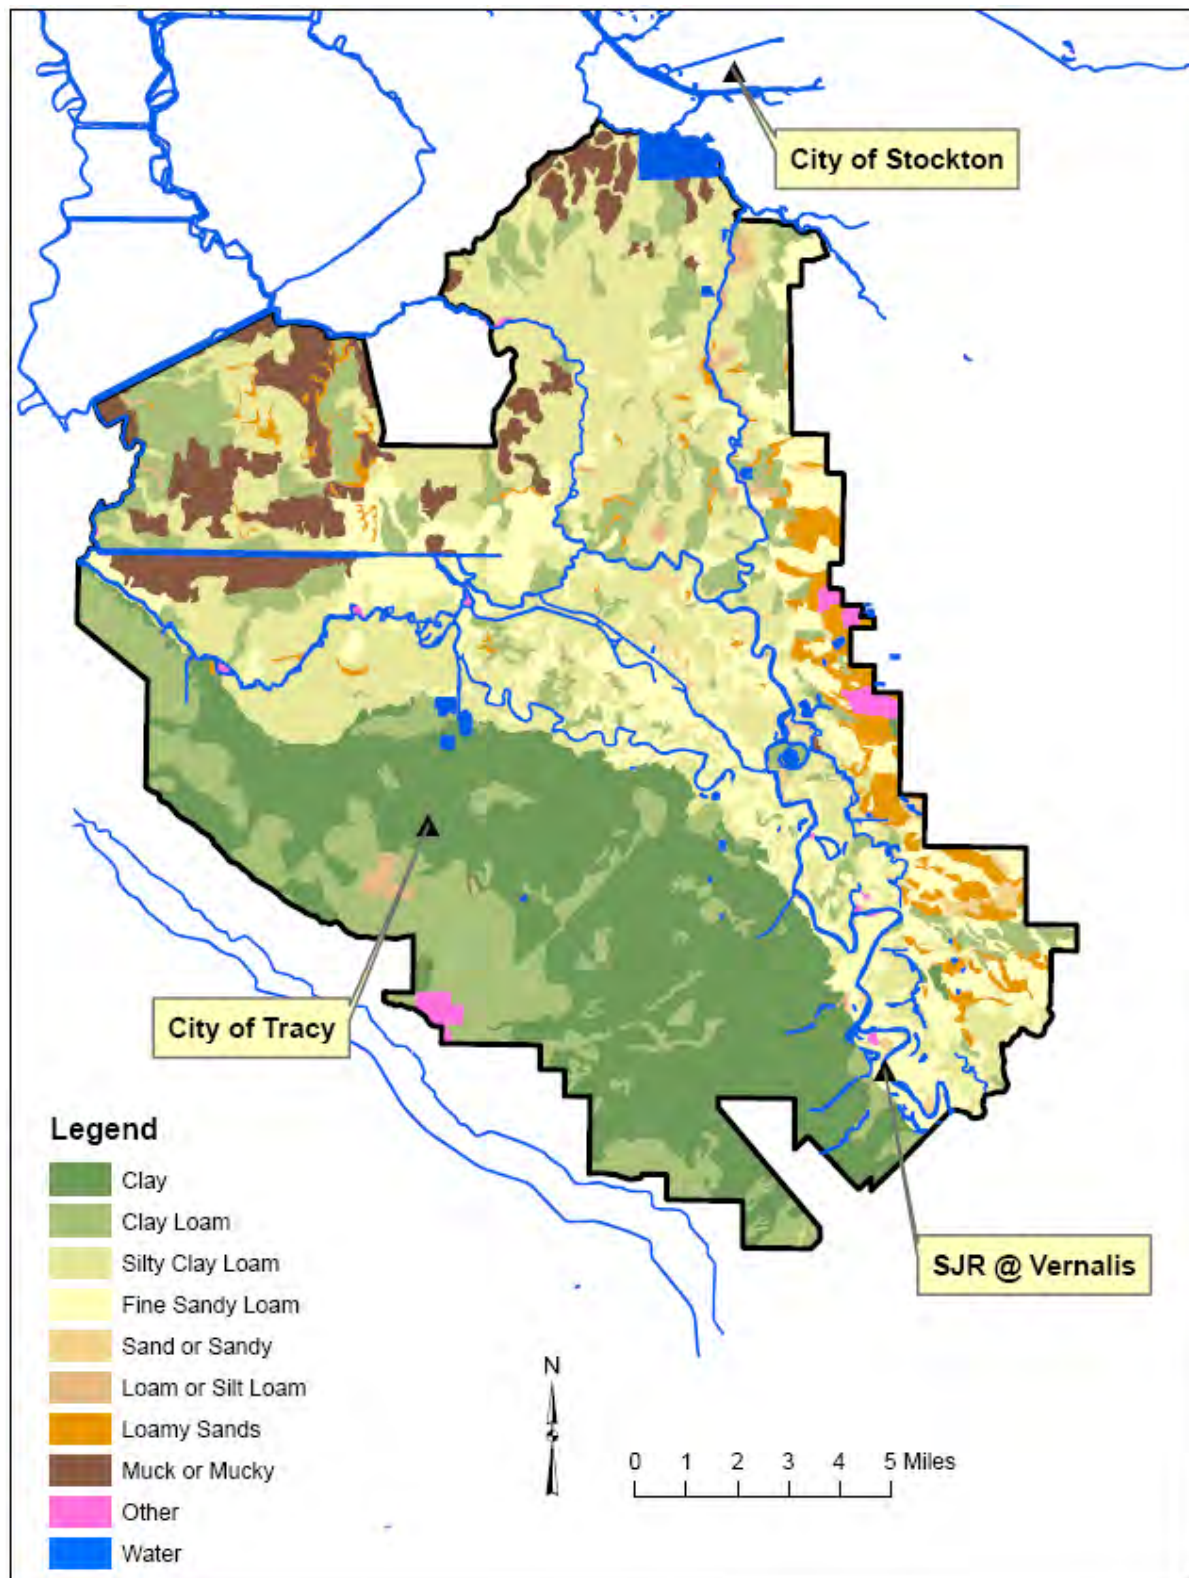 City of Stockton
City of Tracy
SJR @ Vernalis
Legend
Clay
Clay Loam
Silty Clay Loam
Fine Sandy Loam
Sand or Sandy
Loam or Silt Loam
Loamy Sands
Muck or Mucky
Other
Water
N
0 1 2 3 4 5 Miles